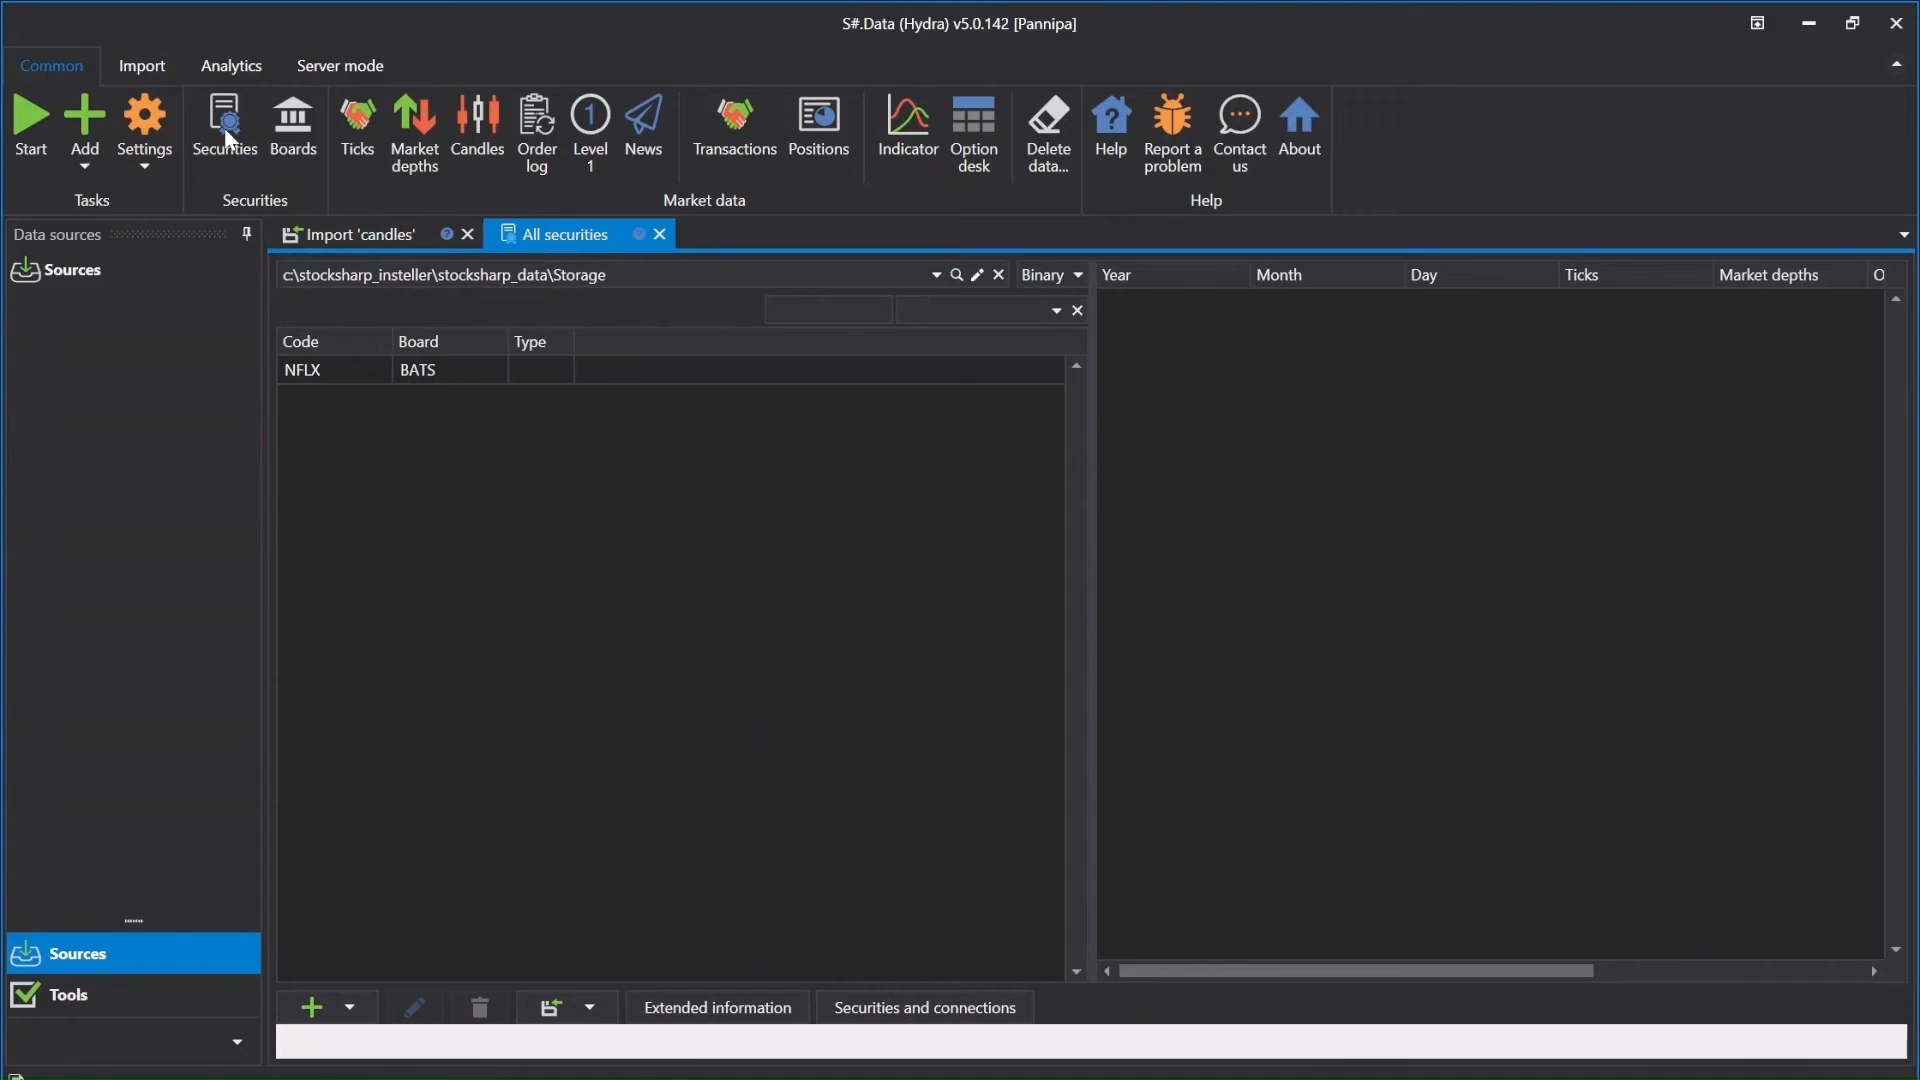 S#.Data (Hydra) v5.0.142 [Pannipa]
Common Import Analytics Server mode
Start Add Settings Securities Boards Ticks Market depths Candles Order log Level 1 News Transactions Positions Indicator Option desk Delete data... Help Report a problem Contact us About
Tasks Securities Market data Help
Data sources Import 'candles' All securities
Sources
c:\stocksharp_insteller\stocksharp_data\Storage Binary Year Month Day Ticks Market depths O
Code Board Type
NFLX BATS
Sources
Tools
Extended information Securities and connections